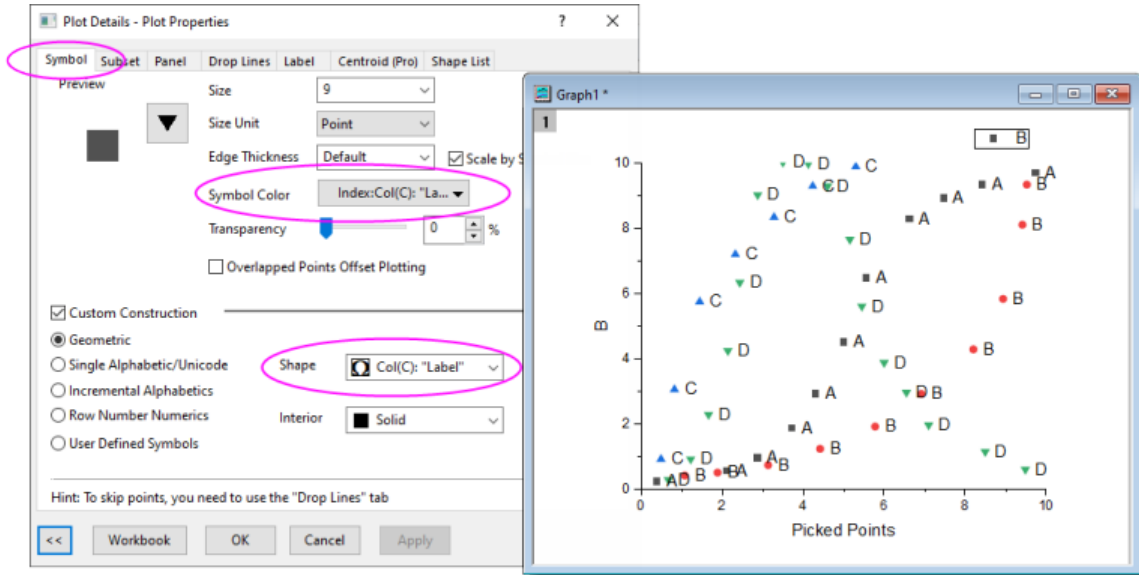 Plot Details - Plot Properties ? ×
Symbol Subset Panel Drop Lines Label Centroid (Pro) Shape List
Preview
Size 9
Size Unit Point
Edge Thickness Default Scale by S
Symbol Color Index:Col(C): "La...
Transparency 0 %
Overlapped Points Offset Plotting
Custom Construction
Geometric
Single Alphabetic/Unicode
Shape Col(C): "Label"
Incremental Alphabetics
Row Number Numerics
Interior Solid
User Defined Symbols
Hint: To skip points, you need to use the "Drop Lines" tab
<< Workbook OK Cancel Apply
Graph1 *
1
B
D D C A
10
C C D A B
D A
C A B
8
D
C
D A
6
C D B
A
D B
4
D
C A D B
D
2
A B D
B D
C D A B D
0 A D B B A
0 2 4 6 8 10
B
Picked Points